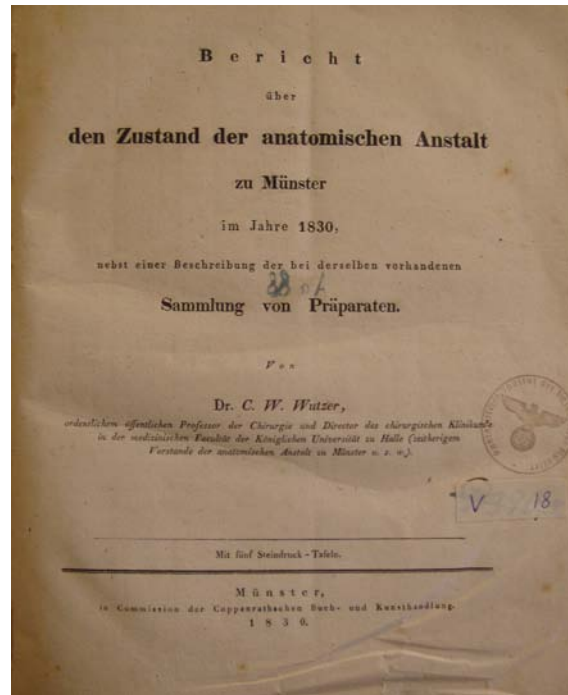 Bericht
über
den Zustand der anatomischen Anstalt
zu Münster
im Jahre 1830,
nebst einer Beschreibung der bei derselben vorhandenen
Sammlung von Präparaten.
Von
Dr. C. W. Wutzer,
ordentlichem öffentlichen Professor der Chirurgie und Director des chirurgischen Klinikums
in der medizinischen Facultät der Königlichen Universität zu Halle (seitherigem
Vorstande der anatomischen Anstalt zu Münster u. s. w.).
V 18
Mit fünf Steindruck-Tafeln.
Münster,
in Commission der Coppenrathschen Buch- und Kunsthandlung.
1830.